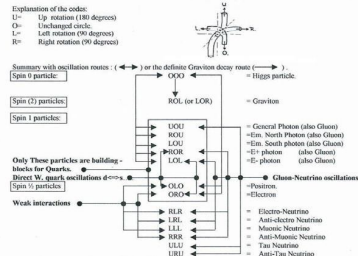 Explanation of the codes:
U= Up rotation (180 degrees)
O= Unchanged circle.
L= Left rotation (90 degrees)
R= Right rotation (90 degrees)
U
L R
O
Summary with oscillation routes : ( ) or the definite Graviton decay route ( ).
Spin 0 particle: OOO = Higgs particle.
Spin (2) particles: ROL (or LOR) = Graviton
Spin 1 particles:
UOU = General Photon (also Gluon)
ROU =Em. North Photon (also Gluon)
LOU =Em. South photon (also Gluon)
ROR =E+ photon (also Gluon)
LOL = E- photon (also Gluon)
Only These particles are building -
blocks for Quarks.
Direct W. quark oscillations d<=>s Gluon-Neutrino oscillations
Spin ½ particles OLO =Positron.
ORO =Electron
Weak interactions
RLR = Electro-Neutrino
LRL = Anti-electro Neutrino
LLL = Muonic Neutrino
RRR = Anti-Muonic Neutrino
ULU = Tau Neutrino
URU = Anti-Tau Neutrino